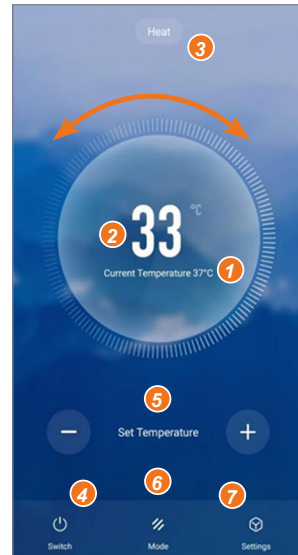 Heat
3
33 °C
2
Current Temperature 37°C
1
5
− Set Temperature +
4
6
7
Switch Mode Settings